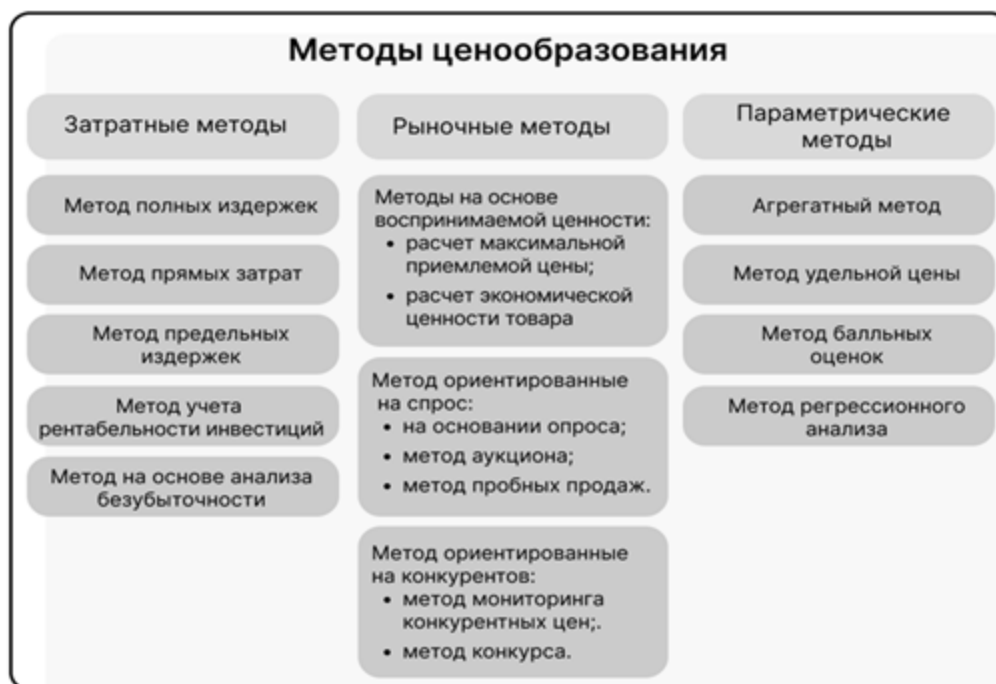 Методы ценообразования
Затратные методы
Метод полных издержек
Метод прямых затрат
Метод предельных
издержек
Метод учета
рентабельности инвестиций
Метод на основе анализа
безубыточности
Рыночные методы
Методы на основе
воспринимаемой ценности:
• расчет максимальной
приемлемой цены;
• расчет экономической
ценности товара
Метод ориентированные
на спрос:
• на основании опроса;
• метод аукциона;
• метод пробных продаж.
Метод ориентированные
на конкурентов:
• метод мониторинга
конкурентных цен;.
• метод конкурса.
Параметрические
методы
Агрегатный метод
Метод удельной цены
Метод балльных
оценок
Метод регрессионного
анализа